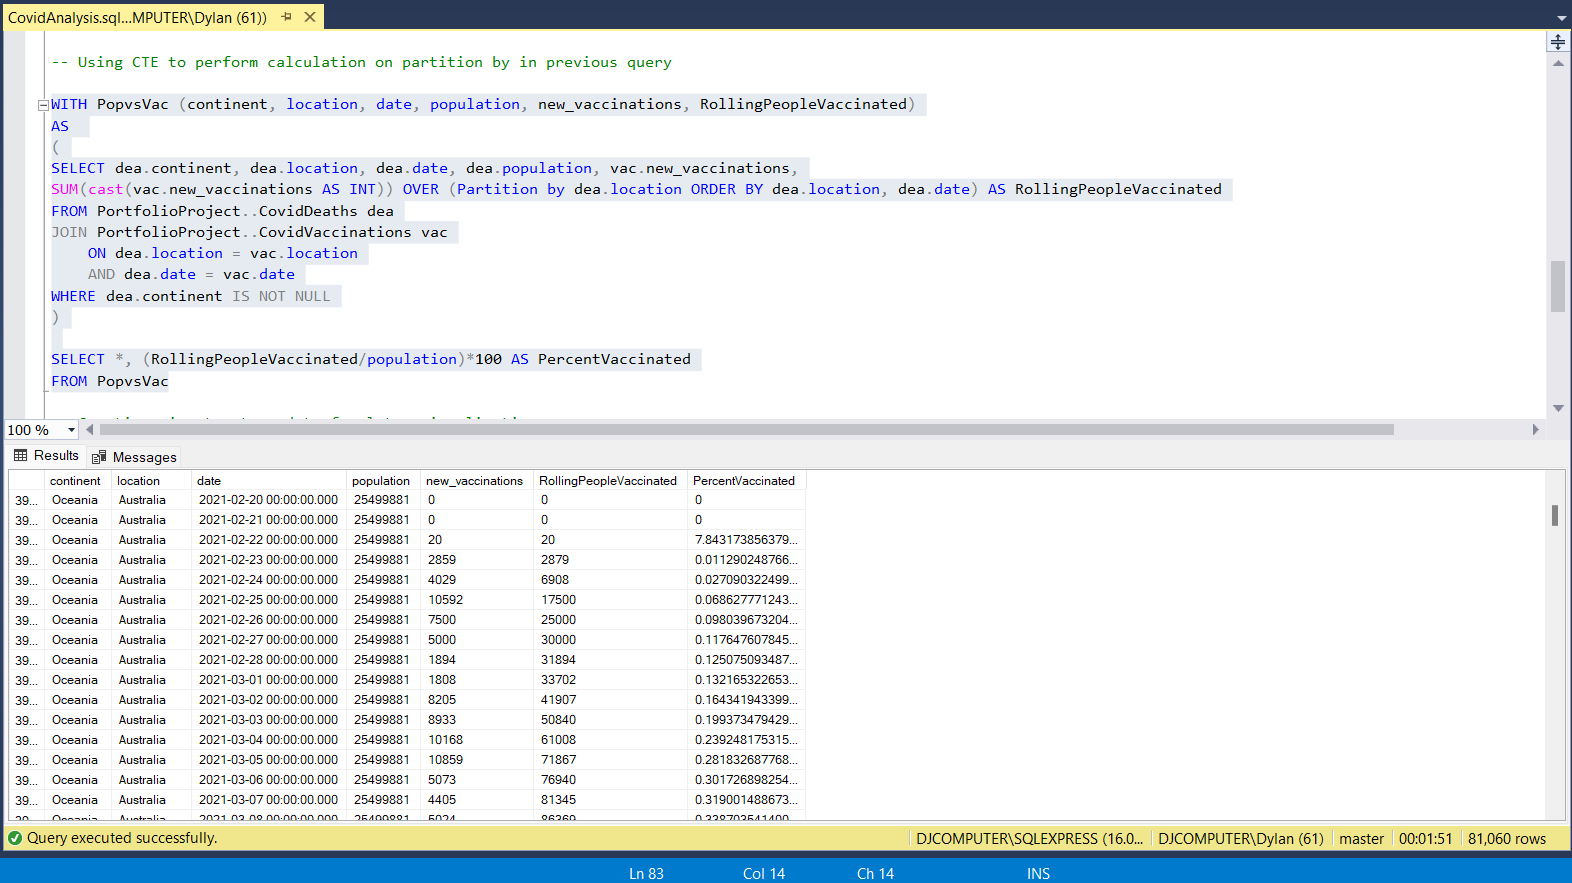 CovidAnalysis.sql...MPUTER\Dylan (61))
-- Using CTE to perform calculation on partition by in previous query
WITH PopvsVac (continent, location, date, population, new_vaccinations, RollingPeopleVaccinated)
AS
(
SELECT dea.continent, dea.location, dea.date, dea.population, vac.new_vaccinations,
SUM(cast(vac.new_vaccinations AS INT)) OVER (Partition by dea.location ORDER BY dea.location, dea.date) AS RollingPeopleVaccinated
FROM PortfolioProject..CovidDeaths dea
JOIN PortfolioProject..CovidVaccinations vac
ON dea.location = vac.location
AND dea.date = vac.date
WHERE dea.continent IS NOT NULL
)
SELECT *, (RollingPeopleVaccinated/population)*100 AS PercentVaccinated
FROM PopvsVac
100 %
Results Messages
continent location date population new_vaccinations RollingPeopleVaccinated PercentVaccinated
39... Oceania Australia 2021-02-20 00:00:00.000 25499881 0 0 0
39... Oceania Australia 2021-02-21 00:00:00.000 25499881 0 0 0
39... Oceania Australia 2021-02-22 00:00:00.000 25499881 20 20 7.843173856379...
39... Oceania Australia 2021-02-23 00:00:00.000 25499881 2859 2879 0.011290248766...
39... Oceania Australia 2021-02-24 00:00:00.000 25499881 4029 6908 0.027090322499...
39... Oceania Australia 2021-02-25 00:00:00.000 25499881 10592 17500 0.068627771243...
39... Oceania Australia 2021-02-26 00:00:00.000 25499881 7500 25000 0.098039673204...
39... Oceania Australia 2021-02-27 00:00:00.000 25499881 5000 30000 0.117647607845...
39... Oceania Australia 2021-02-28 00:00:00.000 25499881 1894 31894 0.125075093487...
39... Oceania Australia 2021-03-01 00:00:00.000 25499881 1808 33702 0.132165322653...
39... Oceania Australia 2021-03-02 00:00:00.000 25499881 8205 41907 0.164341943399...
39... Oceania Australia 2021-03-03 00:00:00.000 25499881 8933 50840 0.199373479429...
39... Oceania Australia 2021-03-04 00:00:00.000 25499881 10168 61008 0.239248175315...
39... Oceania Australia 2021-03-05 00:00:00.000 25499881 10859 71867 0.281832687768...
39... Oceania Australia 2021-03-06 00:00:00.000 25499881 5073 76940 0.301726898254...
39... Oceania Australia 2021-03-07 00:00:00.000 25499881 4405 81345 0.319001488673...
39... Oceania Australia 2021-03-08 00:00:00.000 25499881 5024 86369 0.338703541400...
Query executed successfully. DJCOMPUTER\SQLEXPRESS (16.0... DJCOMPUTER\Dylan (61) master 00:01:51 81,060 rows
Ln 83 Col 14 Ch 14 INS